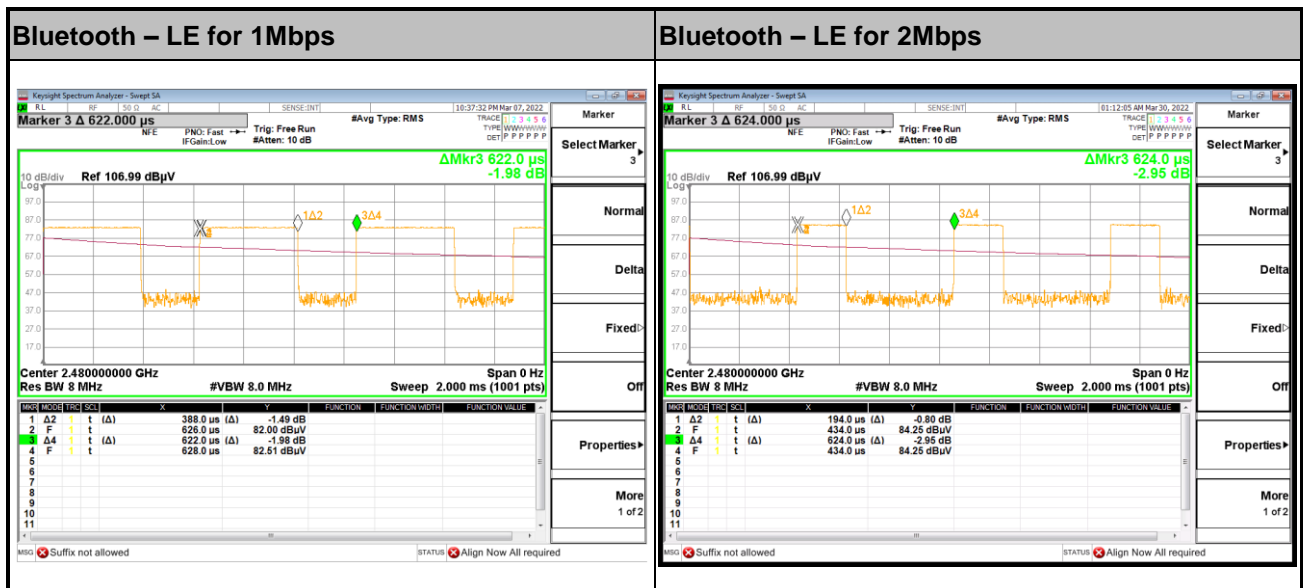 Bluetooth – LE for 1Mbps
Keysight Spectrum Analyzer - Swept SA
RL RF 50 Ω AC SENSE:INT 10:37:32 PM Mar 07, 2022
Marker 3 Δ 622.000 µs #Avg Type: RMS TRACE 1 2 3 4 5 6
NFE PNO: Fast Trig: Free Run TYPE WWWWWW
IFGain:Low #Atten: 10 dB DET P P P P P P
ΔMkr3 622.0 µs
-1.98 dB
10 dB/div Ref 106.99 dBµV
Log
97.0
87.0
77.0
67.0
57.0
47.0
37.0
27.0
17.0
1Δ2
3Δ4
Center 2.480000000 GHz Span 0 Hz
Res BW 8 MHz #VBW 8.0 MHz Sweep 2.000 ms (1001 pts)
MKR MODE TRC SCL X Y FUNCTION FUNCTION WIDTH FUNCTION VALUE
1 Δ2 1 t (Δ) 388.0 µs (Δ) -1.49 dB
2 F 1 t 626.0 µs 82.00 dBµV
3 Δ4 1 t (Δ) 622.0 µs (Δ) -1.98 dB
4 F 1 t 628.0 µs 82.51 dBµV
5
6
7
8
9
10
11
MSG Suffix not allowed STATUS Align Now All required
Marker
Select Marker
3
Normal
Delta
Fixed
Off
Properties
More
1 of 2
Bluetooth – LE for 2Mbps
Keysight Spectrum Analyzer - Swept SA
RL RF 50 Ω AC SENSE:INT 01:12:05 AM Mar 30, 2022
Marker 3 Δ 624.000 µs #Avg Type: RMS TRACE 1 2 3 4 5 6
NFE PNO: Fast Trig: Free Run TYPE WWWWWW
IFGain:Low #Atten: 10 dB DET P P P P P P
ΔMkr3 624.0 µs
-2.95 dB
10 dB/div Ref 106.99 dBµV
Log
97.0
87.0
77.0
67.0
57.0
47.0
37.0
27.0
17.0
1Δ2
3Δ4
Center 2.480000000 GHz Span 0 Hz
Res BW 8 MHz #VBW 8.0 MHz Sweep 2.000 ms (1001 pts)
MKR MODE TRC SCL X Y FUNCTION FUNCTION WIDTH FUNCTION VALUE
1 Δ2 1 t (Δ) 194.0 µs (Δ) -0.80 dB
2 F 1 t 434.0 µs 84.25 dBµV
3 Δ4 1 t (Δ) 624.0 µs (Δ) -2.95 dB
4 F 1 t 434.0 µs 84.25 dBµV
5
6
7
8
9
10
11
MSG Suffix not allowed STATUS Align Now All required
Marker
Select Marker
3
Normal
Delta
Fixed
Off
Properties
More
1 of 2